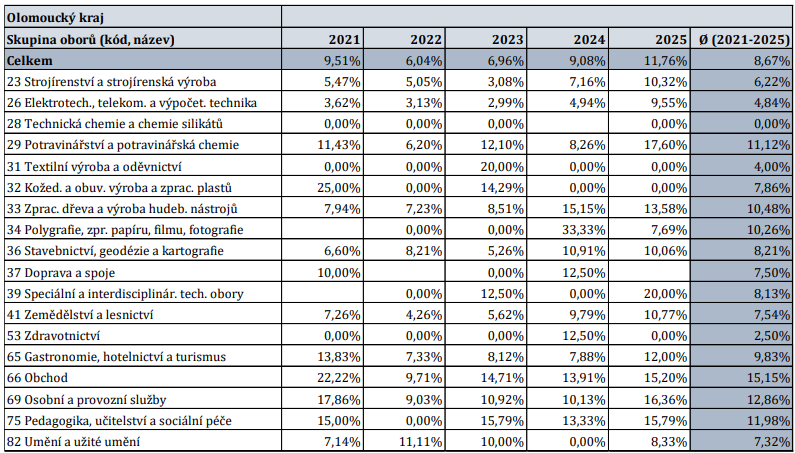 Olomoucký kraj
Skupina oborů (kód, název) 2021 2022 2023 2024 2025 Ø (2021-2025)
Celkem 9,51% 6,04% 6,96% 9,08% 11,76% 8,67%
23 Strojírenství a strojírenská výroba 5,47% 5,05% 3,08% 7,16% 10,32% 6,22%
26 Elektrotech., telekom. a výpočet. technika 3,62% 3,13% 2,99% 4,94% 9,55% 4,84%
28 Technická chemie a chemie silikátů 0,00% 0,00% 0,00% 0,00% 0,00%
29 Potravinářství a potravinářská chemie 11,43% 6,20% 12,10% 8,26% 17,60% 11,12%
31 Textilní výroba a oděvnictví 0,00% 0,00% 20,00% 0,00% 0,00% 4,00%
32 Kožed. a obuv. výroba a zprac. plastů 25,00% 14,29% 0,00% 0,00% 7,86%
33 Zprac. dřeva a výroba hudeb. nástrojů 7,94% 7,23% 8,51% 15,15% 13,58% 10,48%
34 Polygrafie, zpr. papíru, filmu, fotografie 0,00% 0,00% 33,33% 7,69% 10,26%
36 Stavebnictví, geodézie a kartografie 6,60% 8,21% 5,26% 10,91% 10,06% 8,21%
37 Doprava a spoje 10,00% 0,00% 12,50% 7,50%
39 Speciální a interdisciplinár. tech. obory 0,00% 12,50% 0,00% 20,00% 8,13%
41 Zemědělství a lesnictví 7,26% 4,26% 5,62% 9,79% 10,77% 7,54%
53 Zdravotnictví 0,00% 0,00% 0,00% 12,50% 0,00% 2,50%
65 Gastronomie, hotelnictví a turismus 13,83% 7,33% 8,12% 7,88% 12,00% 9,83%
66 Obchod 22,22% 9,71% 14,71% 13,91% 15,20% 15,15%
69 Osobní a provozní služby 17,86% 9,03% 10,92% 10,13% 16,36% 12,86%
75 Pedagogika, učitelství a sociální péče 15,00% 0,00% 15,79% 13,33% 15,79% 11,98%
82 Umění a užité umění 7,14% 11,11% 10,00% 0,00% 8,33% 7,32%